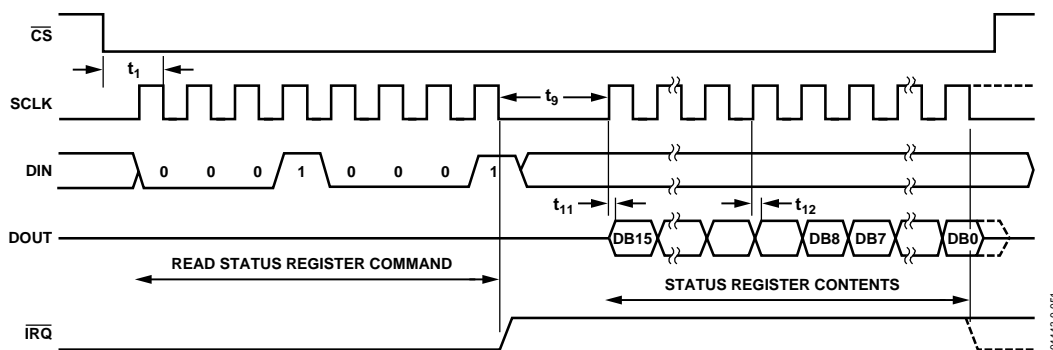 CS
t1
SCLK
t9
DIN
0 0 0 1 0 0 0 1
t11
t12
DOUT
DB15
DB8
DB7
DB0
READ STATUS REGISTER COMMAND
STATUS REGISTER CONTENTS
IRQ